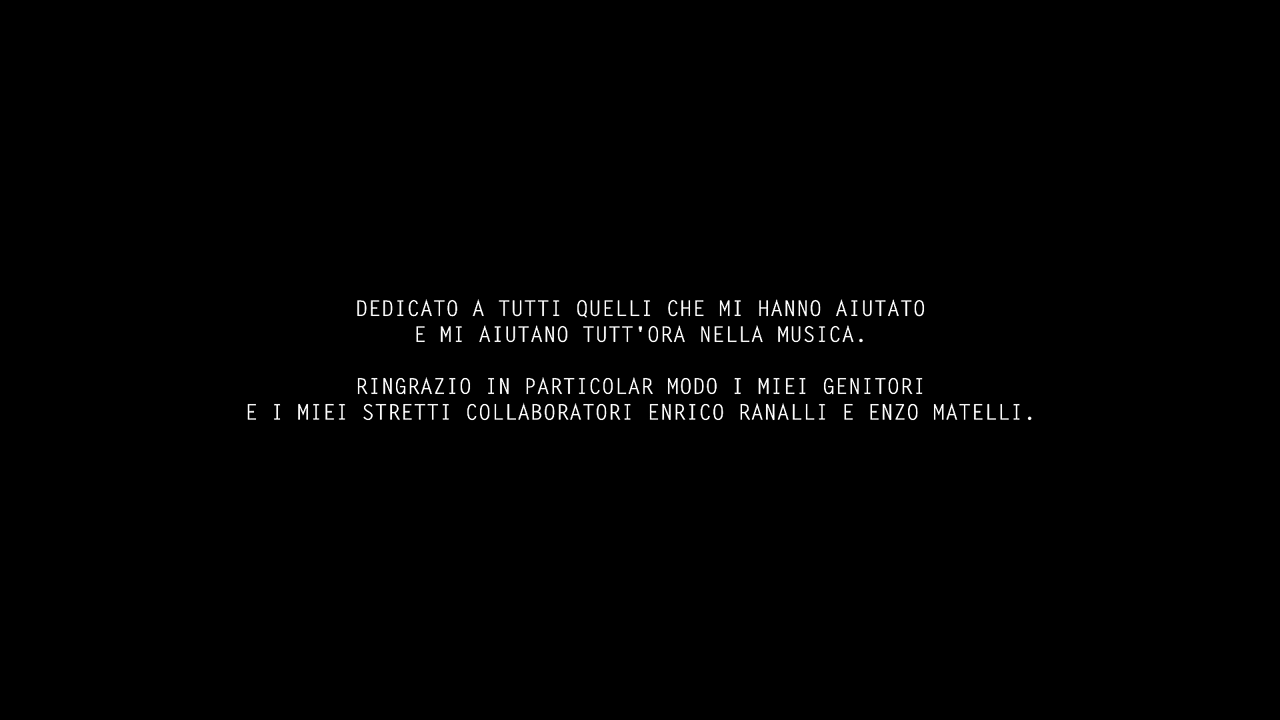 DEDICATO A TUTTI QUELLI CHE MI HANNO AIUTATO
E MI AIUTANO TUTT'ORA NELLA MUSICA.
RINGRAZIO IN PARTICOLAR MODO I MIEI GENITORI
E I MIEI STRETTI COLLABORATORI ENRICO RANALLI E ENZO MATELLI.